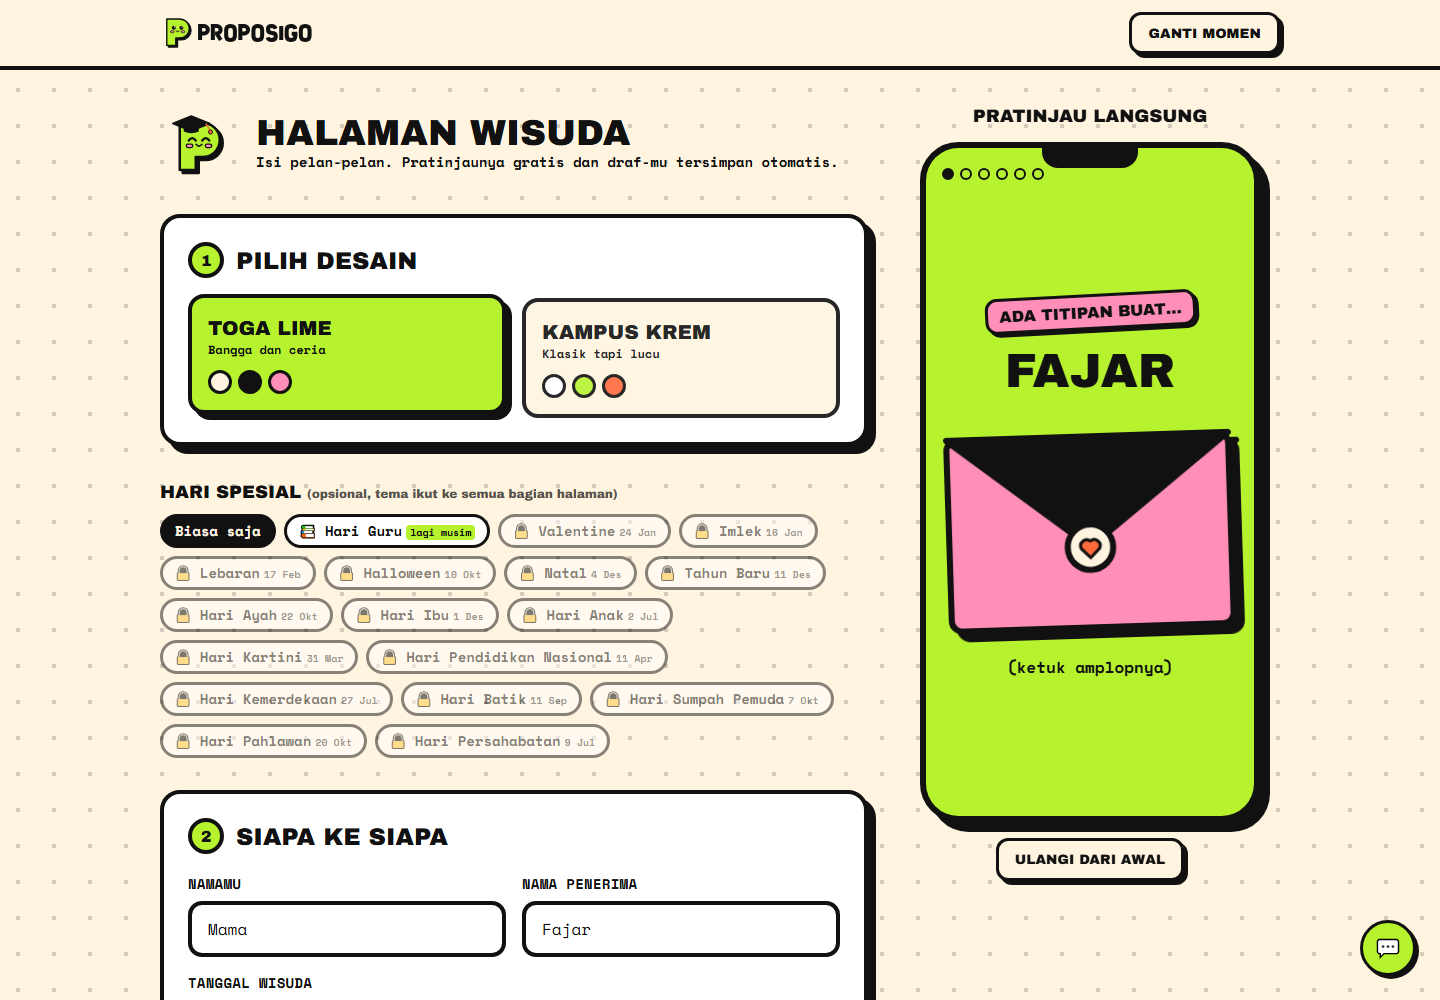 PROPOSIGO
GANTI MOMEN
HALAMAN WISUDA
Isi pelan-pelan. Pratinjaunya gratis dan draf-mu tersimpan otomatis.
1 PILIH DESAIN
TOGA LIME
Bangga dan ceria
KAMPUS KREM
Klasik tapi lucu
HARI SPESIAL (opsional, tema ikut ke semua bagian halaman)
Biasa saja Hari Guru lagi musim Valentine 24 Jan Imlek 16 Jan
Lebaran 17 Feb Halloween 10 Okt Natal 4 Des Tahun Baru 11 Des
Hari Ayah 22 Okt Hari Ibu 1 Des Hari Anak 2 Jul
Hari Kartini 31 Mar Hari Pendidikan Nasional 11 Apr
Hari Kemerdekaan 27 Jul Hari Batik 11 Sep Hari Sumpah Pemuda 7 Okt
Hari Pahlawan 20 Okt Hari Persahabatan 9 Jul
2 SIAPA KE SIAPA
NAMAMU
Mama
NAMA PENERIMA
Fajar
TANGGAL WISUDA
PRATINJAU LANGSUNG
ADA TITIPAN BUAT...
FAJAR
(ketuk amplopnya)
ULANGI DARI AWAL